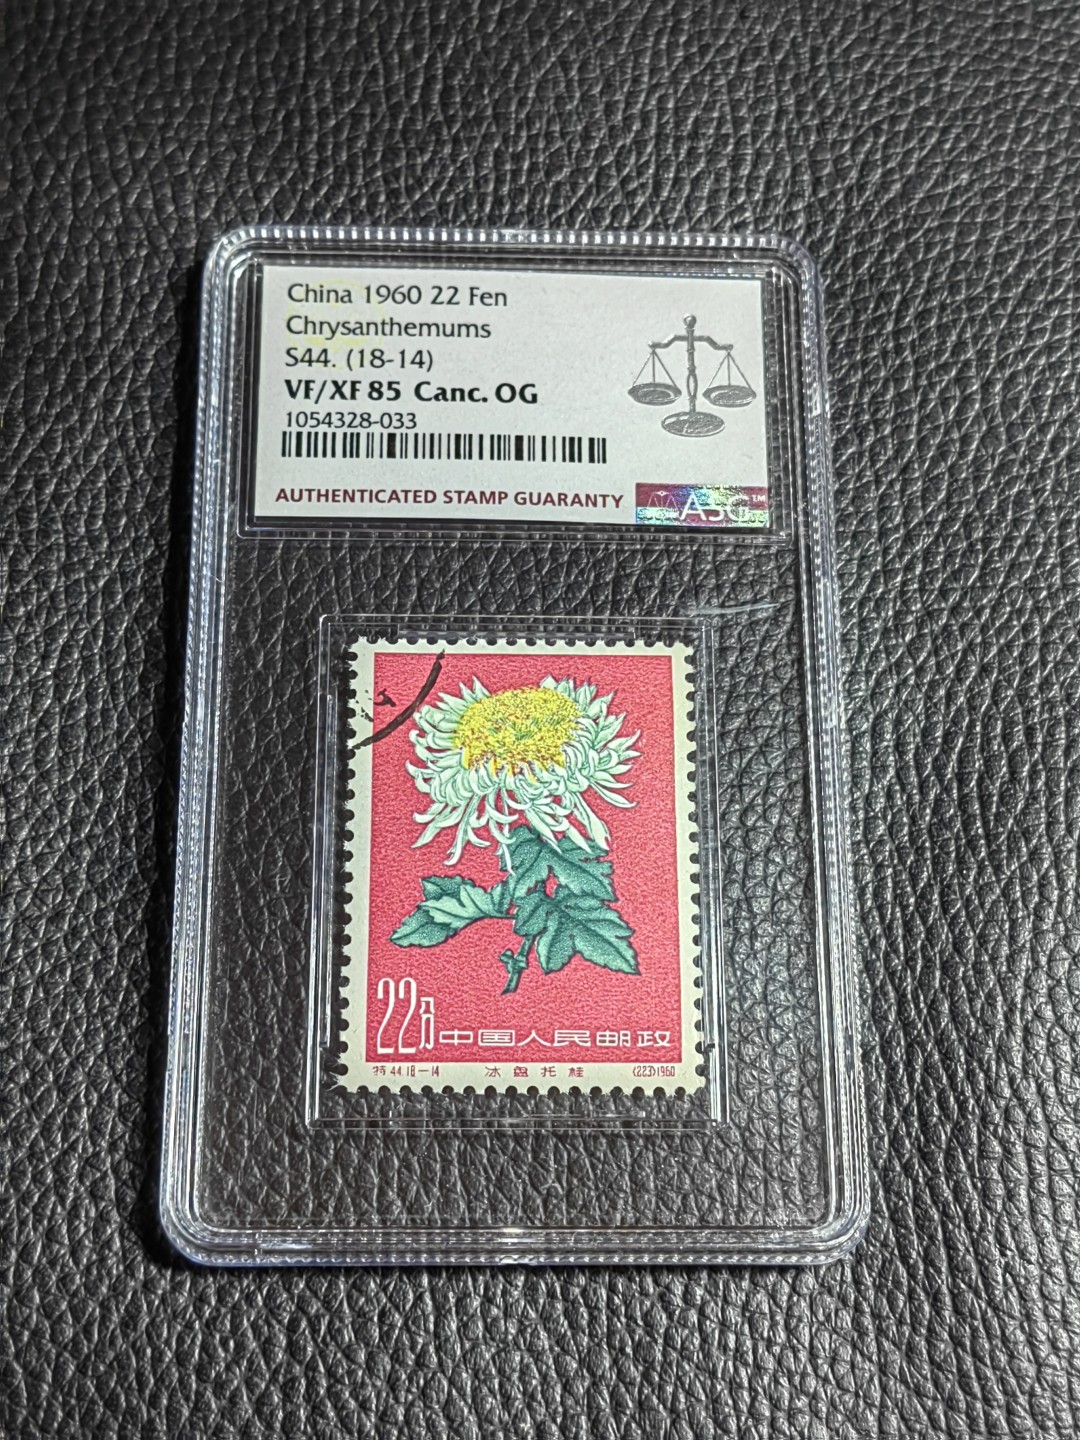 China 1960 22 Fen
Chrysanthemums
S44. (18-14)
VF/XF 85 Canc. OG
1054328-033
AUTHENTICATED STAMP GUARANTY ASG™
22分 中国人民邮政
特44.18-14 冰盘托桂 (223)1960